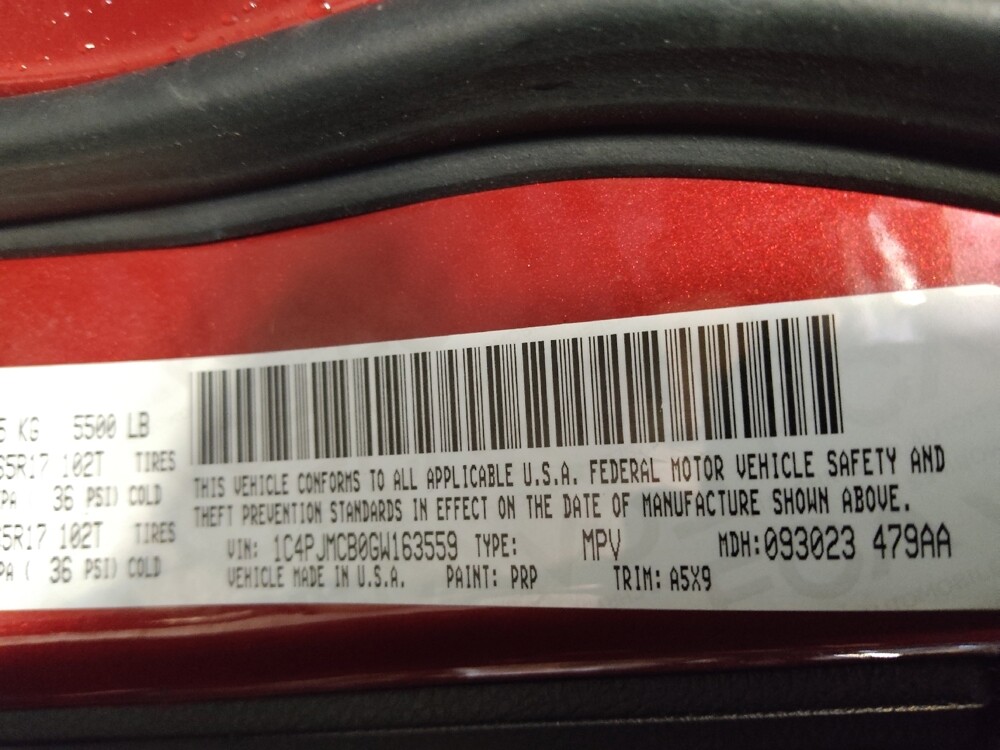 5 KG 5500 LB
65R17 102T TIRES
PA ( 36 PSI) COLD
65R17 102T TIRES
PA ( 36 PSI) COLD
THIS VEHICLE CONFORMS TO ALL APPLICABLE U.S.A. FEDERAL MOTOR VEHICLE SAFETY AND
THEFT PREVENTION STANDARDS IN EFFECT ON THE DATE OF MANUFACTURE SHOWN ABOVE.
VIN: 1C4PJMCB0GW163559 TYPE: MPV MDH:093023 479AA
VEHICLE MADE IN U.S.A. PAINT: PRP TRIM: A5X9